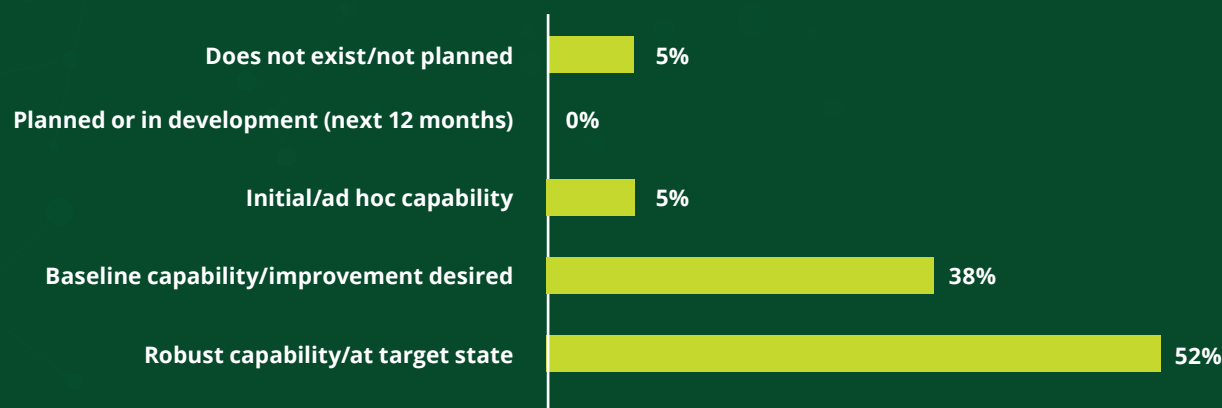 Does not exist/not planned 5%
Planned or in development (next 12 months) 0%
Initial/ad hoc capability 5%
Baseline capability/improvement desired 38%
Robust capability/at target state 52%